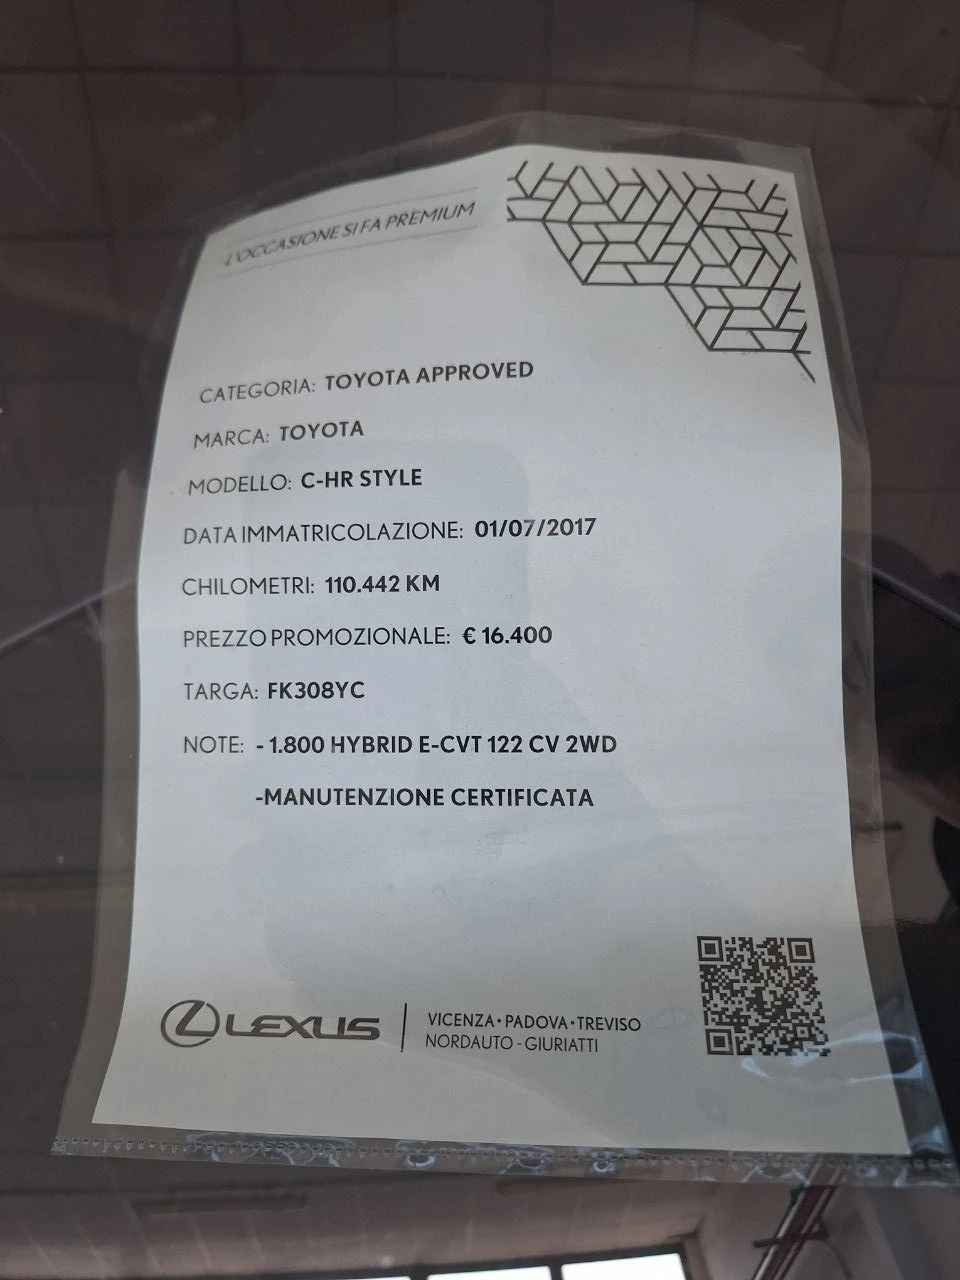 L'OCCASIONE SI FA PREMIUM
CATEGORIA: TOYOTA APPROVED
MARCA: TOYOTA
MODELLO: C-HR STYLE
DATA IMMATRICOLAZIONE: 01/07/2017
CHILOMETRI: 110.442 KM
PREZZO PROMOZIONALE: € 16.400
TARGA: FK308YC
NOTE: - 1.800 HYBRID E-CVT 122 CV 2WD
-MANUTENZIONE CERTIFICATA
LEXUS
VICENZA • PADOVA • TREVISO
NORDAUTO - GIURIATTI